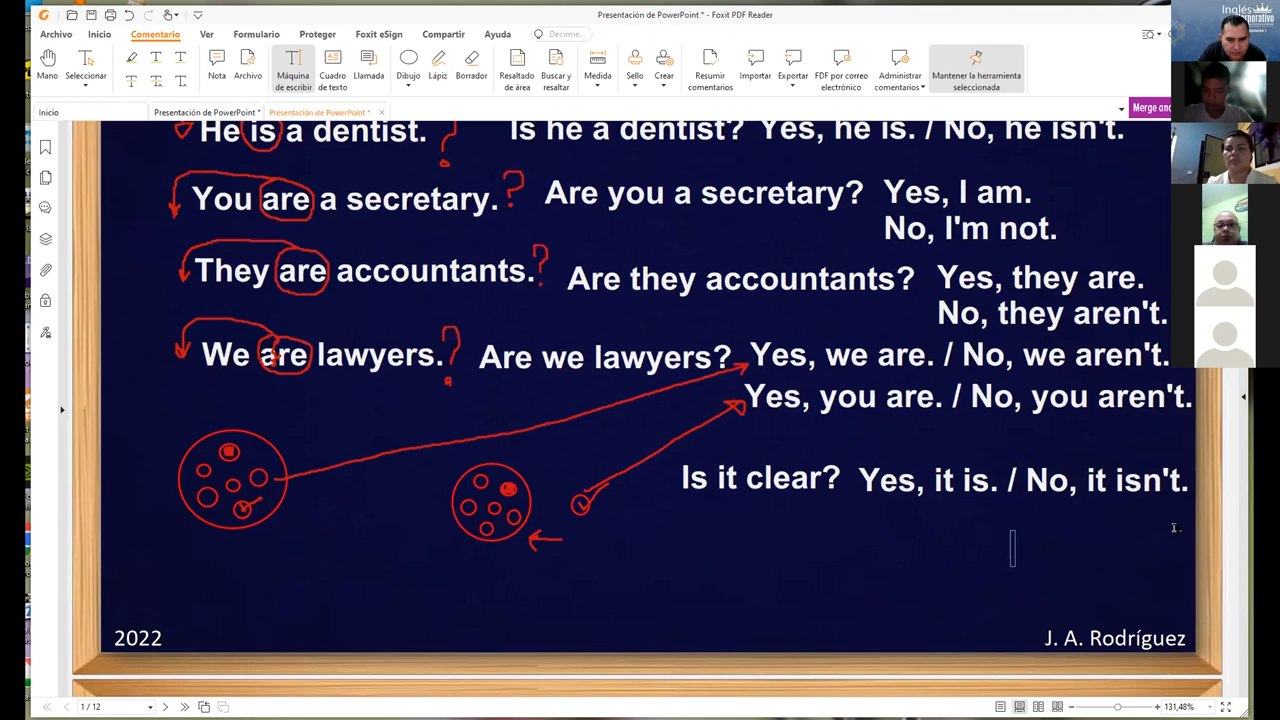 Presentación de PowerPoint * - Foxit PDF Reader
Archivo Inicio Comentario Ver Formulario Proteger Foxit eSign Compartir Ayuda Decirme...
Mano Seleccionar Nota Archivo Máquina de escribir Cuadro de texto Llamada Dibujo Lápiz Borrador Resaltado de área Buscar y resaltar Medida Sello Crear Resumir comentarios Importar Exportar FDF por correo electrónico Administrar comentarios Mantener la herramienta seleccionada
Inicio Presentación de PowerPoint * Presentación de PowerPoint * Merge and
Inglés
corporativo
He is a dentist. ? Is he a dentist? Yes, he is. / No, he isn't.
You are a secretary. ? Are you a secretary? Yes, I am.
No, I'm not.
They are accountants. ? Are they accountants? Yes, they are.
No, they aren't.
We are lawyers. ? Are we lawyers? Yes, we are. / No, we aren't.
Yes, you are. / No, you aren't.
Is it clear? Yes, it is. / No, it isn't.
2022 J. A. Rodríguez
1 / 12 131,48%